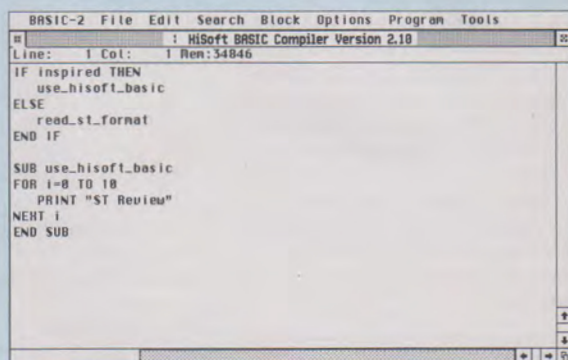 BASIC-2 File Edit Search Block Options Program Tools
: HiSoft BASIC Compiler Version 2.10
Line: 1 Col: 1 Mem:34846
IF inspired THEN
use_hisoft_basic
ELSE
read_st_format
END IF
SUB use_hisoft_basic
FOR i=0 TO 10
PRINT "ST Review"
NEXT i
END SUB